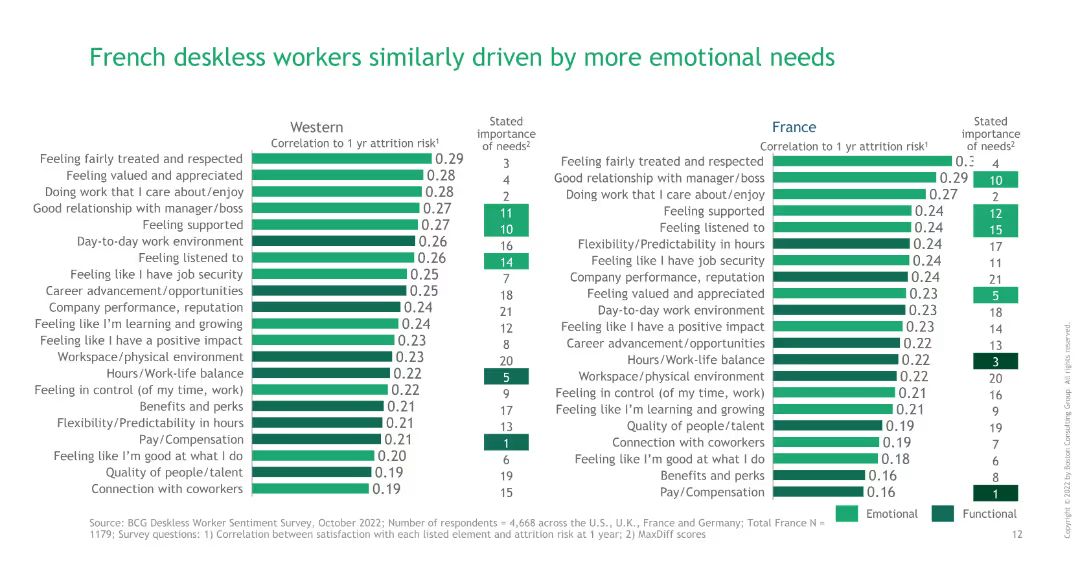 French deskless workers similarly driven by more emotional needs
Western
Correlation to 1 yr attrition risk¹
Stated
importance
of needs²
Feeling fairly treated and respected 0.29 3
Feeling valued and appreciated 0.28 4
Doing work that I care about/enjoy 0.28 2
Good relationship with manager/boss 0.27 11
Feeling supported 0.27 10
Day-to-day work environment 0.26 16
Feeling listened to 0.26 14
Feeling like I have job security 0.25 7
Career advancement/opportunities 0.25 18
Company performance, reputation 0.24 21
Feeling like I'm learning and growing 0.24 12
Feeling like I have a positive impact 0.23 8
Workspace/physical environment 0.23 20
Hours/Work-life balance 0.22 5
Feeling in control (of my time, work) 0.22 9
Benefits and perks 0.21 17
Flexibility/Predictability in hours 0.21 13
Pay/Compensation 0.21 1
Feeling like I'm good at what I do 0.20 6
Quality of people/talent 0.19 19
Connection with coworkers 0.19 15
France
Correlation to 1 yr attrition risk¹
Stated
importance
of needs²
Feeling fairly treated and respected 4
Good relationship with manager/boss 0.29 10
Doing work that I care about/enjoy 0.27 2
Feeling supported 0.24 12
Feeling listened to 0.24 15
Flexibility/Predictability in hours 0.24 17
Feeling like I have job security 0.24 11
Company performance, reputation 0.24 21
Feeling valued and appreciated 0.23 5
Day-to-day work environment 0.23 18
Feeling like I have a positive impact 0.23 14
Career advancement/opportunities 0.22 13
Hours/Work-life balance 0.22 3
Workspace/physical environment 0.22 20
Feeling in control (of my time, work) 0.21 16
Feeling like I'm learning and growing 0.21 9
Quality of people/talent 0.19 19
Connection with coworkers 0.19 7
Feeling like I'm good at what I do 0.18 6
Benefits and perks 0.16 8
Pay/Compensation 0.16 1
Emotional Functional
Source: BCG Deskless Worker Sentiment Survey, October 2022; Number of respondents = 4,668 across the U.S., U.K., France and Germany; Total France N =
1179; Survey questions: 1) Correlation between satisfaction with each listed element and attrition risk at 1 year; 2) MaxDiff scores
12
Copyright © 2022 by Boston Consulting Group. All rights reserved.